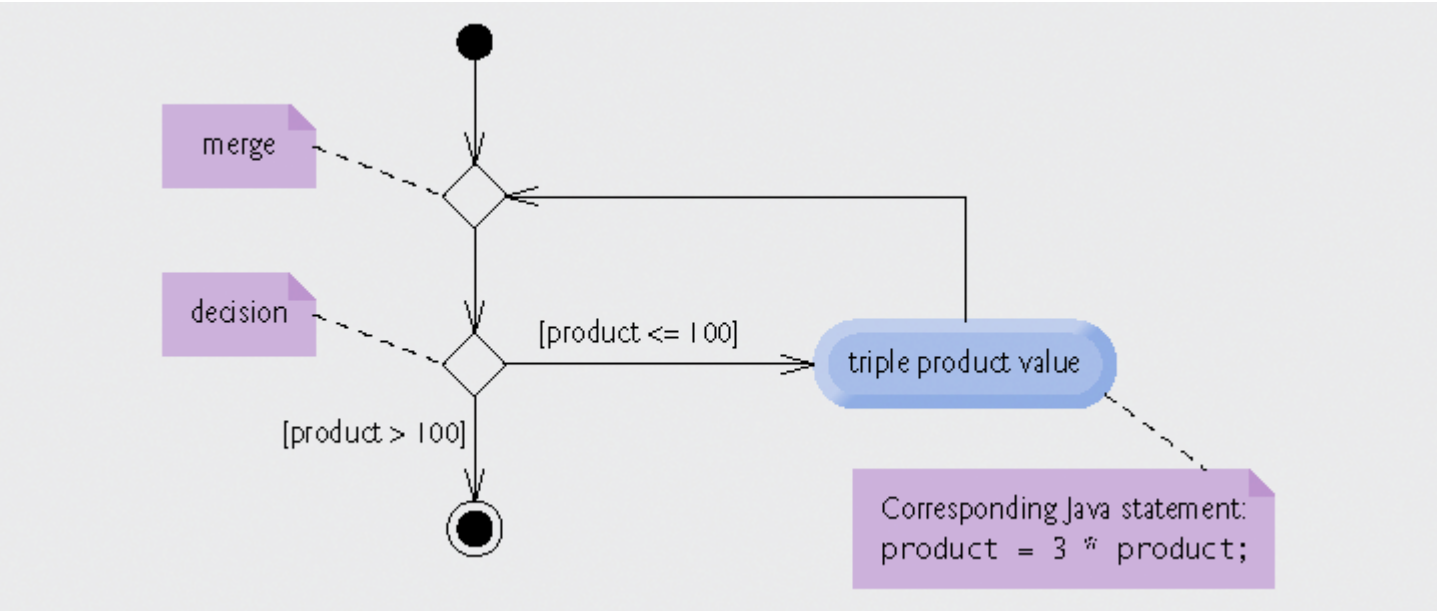 merge
decision
[product <= 100]
triple product value
[product > 100]
Corresponding Java statement:
product = 3 * product;